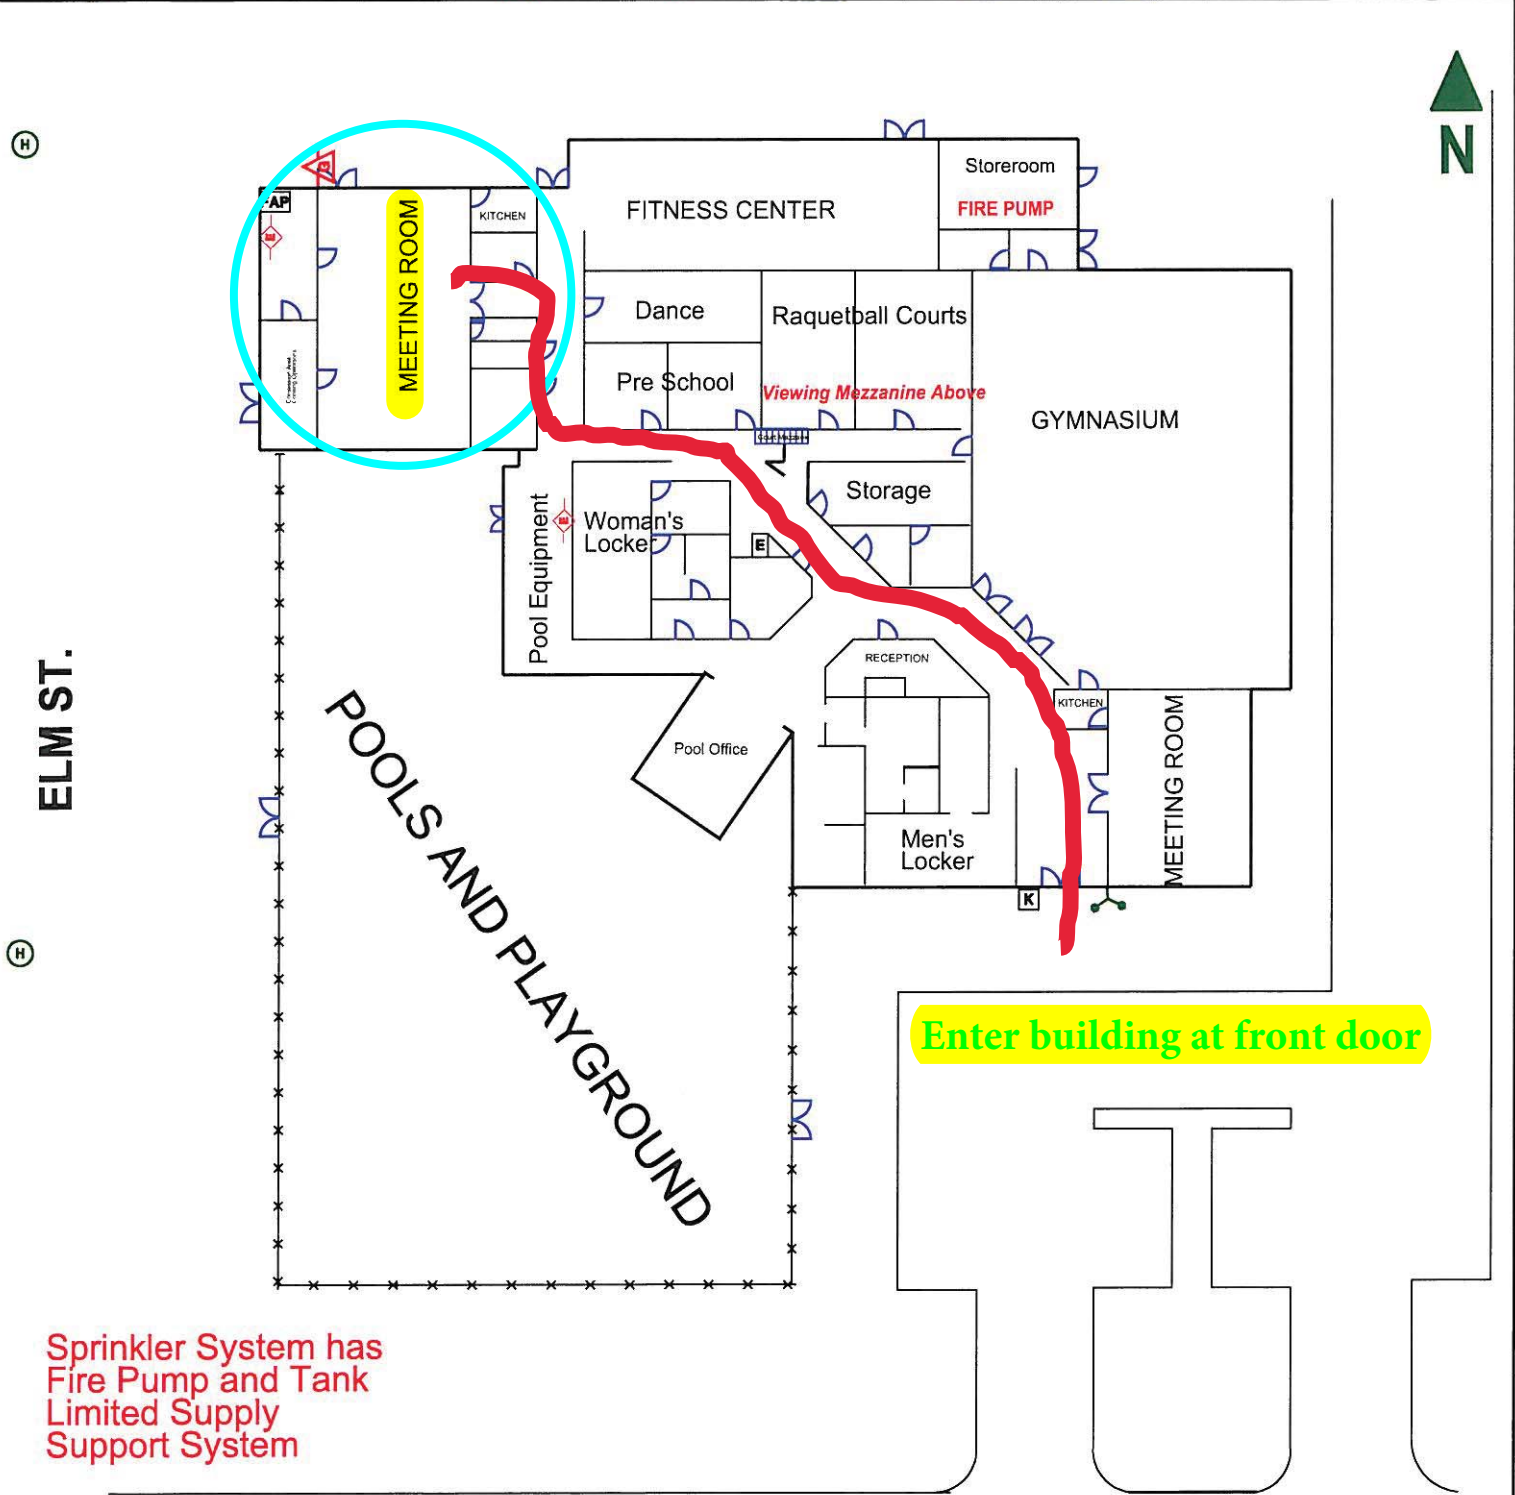 H
N
Storeroom
FIRE PUMP
AP
KITCHEN
FITNESS CENTER
MEETING ROOM
E
Dance
Raquetball Courts
Pre School
Viewing Mezzanine Above
GYMNASIUM
Court Mezzanine
Storage
Pool Equipment
E
Woman's
Locker
E
RECEPTION
KITCHEN
MEETING ROOM
Pool Office
Men's
Locker
K
ELM ST.
H
POOLS AND PLAYGROUND
Enter building at front door
Sprinkler System has
Fire Pump and Tank
Limited Supply
Support System